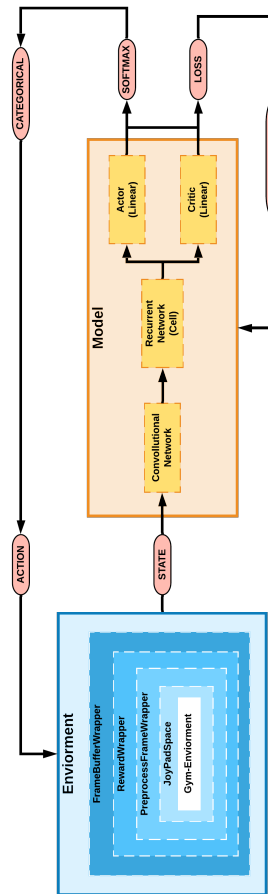 Enviorment
FrameBufferWrapper
RewardWrapper
PreprocessFrameWrapper
JoyPadSpace
Gym-Enviorment
STATE
Model
Convollutional
Network
Recurrent
Network
(Cell)
Actor
(Linear)
Critic
(Linear)
SOFTMAX
LOSS
CATEGORICAL
ACTION